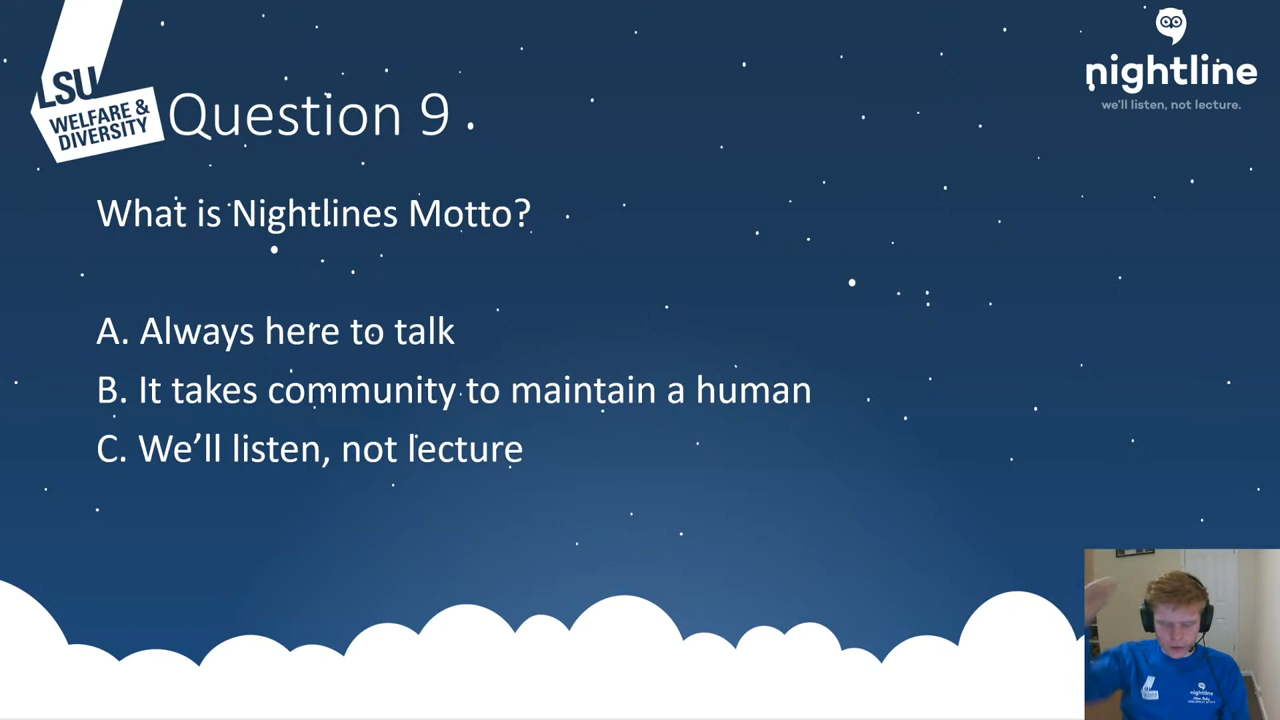 LSU
WELFARE &
DIVERSITY
nightline
we'll listen, not lecture.
Question 9
What is Nightlines Motto?
A. Always here to talk
B. It takes community to maintain a human
C. We’ll listen, not lecture
nightline